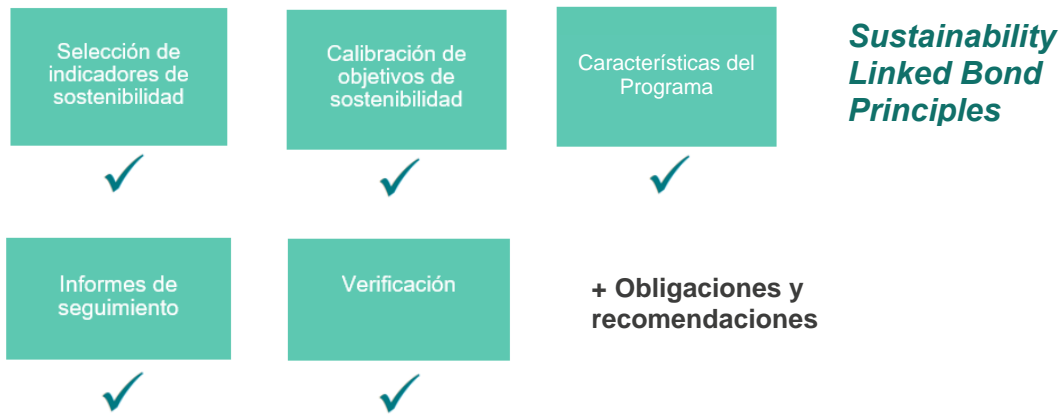 Selección de
indicadores de
sostenibilidad
Calibración de
objetivos de
sostenibilidad
Características del
Programa
Sustainability
Linked Bond
Principles
Informes de
seguimiento
Verificación
+ Obligaciones y
recomendaciones